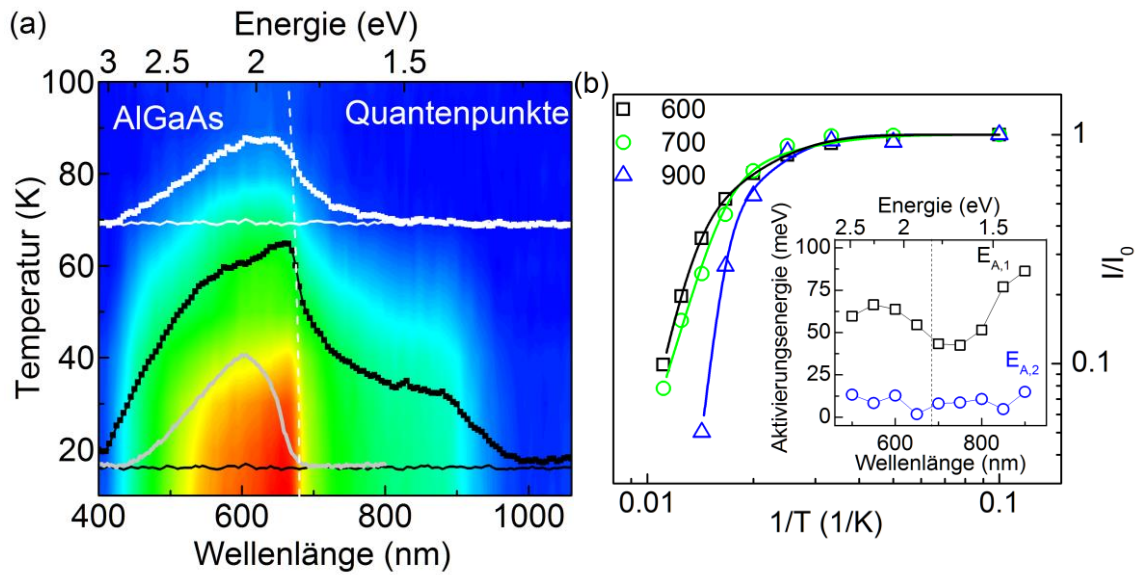 (a)
Energie (eV)
3 2.5 2 1.5
100
80
60
40
20
Temperatur (K)
AlGaAs
Quantenpunkte
400 600 800 1000
Wellenlänge (nm)
(b)
600
700
900
1
0.1
I/I0
0.01 0.1
1/T (1/K)
Energie (eV)
2.5 2 1.5
100
75
50
25
0
Aktivierungsenergie (meV)
EA,1
EA,2
600 800
Wellenlänge (nm)